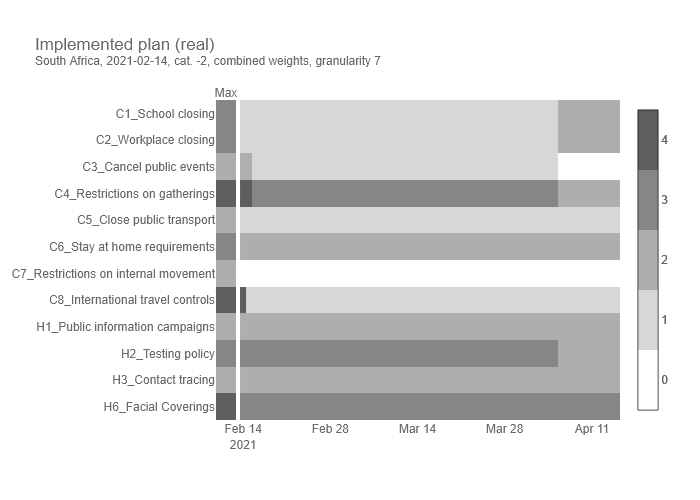 Implemented plan (real)
South Africa, 2021-02-14, cat. -2, combined weights, granularity 7
Max
C1_School closing
C2_Workplace closing
C3_Cancel public events
C4_Restrictions on gatherings
C5_Close public transport
C6_Stay at home requirements
C7_Restrictions on internal movement
C8_International travel controls
H1_Public information campaigns
H2_Testing policy
H3_Contact tracing
H6_Facial Coverings
4
3
2
1
0
Feb 14 Feb 28 Mar 14 Mar 28 Apr 11
2021